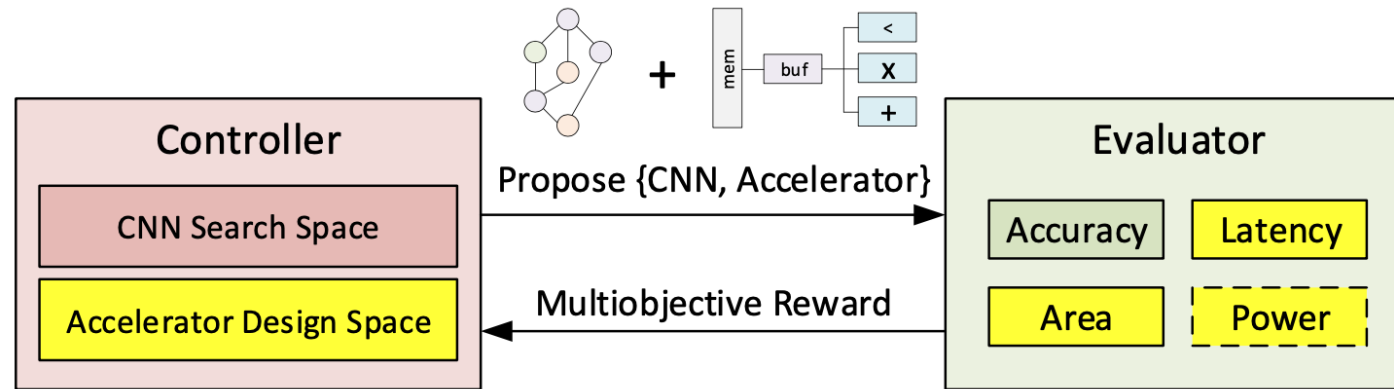 +
mem
buf
<
X
+
Controller
CNN Search Space
Accelerator Design Space
Propose {CNN, Accelerator}
Multiobjective Reward
Evaluator
Accuracy
Latency
Area
Power